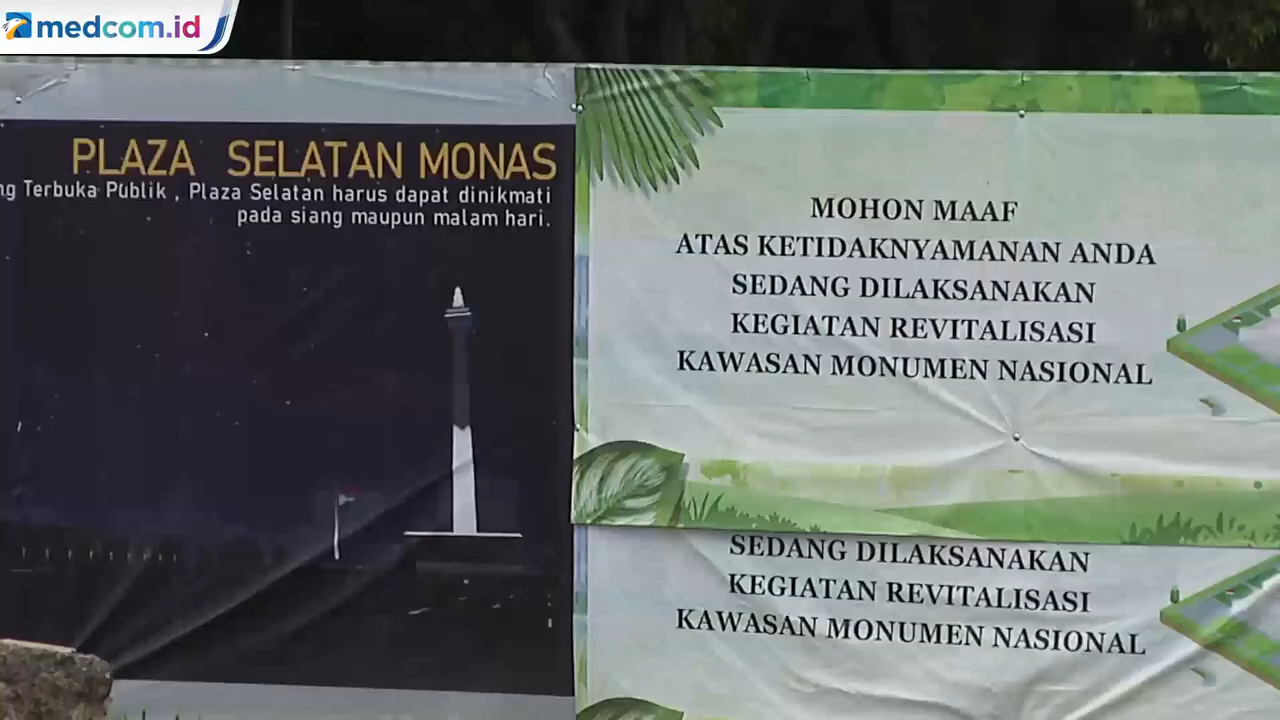 medcom.id
PLAZA SELATAN MONAS
Terbuka Publik , Plaza Selatan harus dapat dinikmati
pada siang maupun malam hari.
MOHON MAAF
ATAS KETIDAKNYAMANAN ANDA
SEDANG DILAKSANAKAN
KEGIATAN REVITALISASI
KAWASAN MONUMEN NASIONAL
SEDANG DILAKSANAKAN
KEGIATAN REVITALISASI
KAWASAN MONUMEN NASIONAL